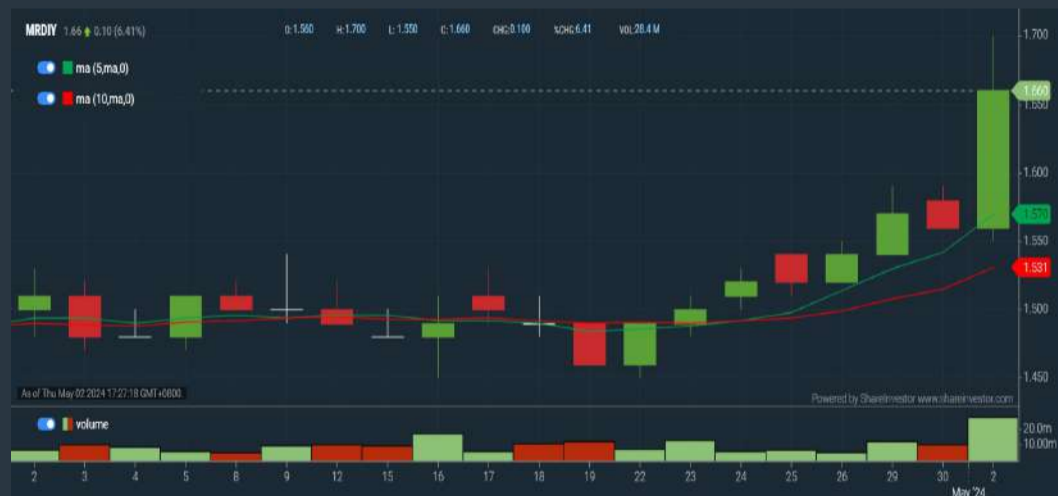 MRDIY 1.66 0.10 (6.41%) O: 1.560 H: 1.700 L: 1.550 C: 1.660 CHG: 0.100 %CHG: 6.41 VOL: 28.4 M
ma (5,ma,0)
ma (10,ma,0)
1.700
1.660
1.650
1.600
1.570
1.550
1.531
1.500
1.450
As of Thu May 02 2024 17:27:18 GMT+0800
Powered by ShareInvestor www.shareinvestor.com
volume
20.0m
10.00m
2 3 4 5 8 9 12 15 16 17 18 19 22 23 24 25 26 29 30 2
May '24